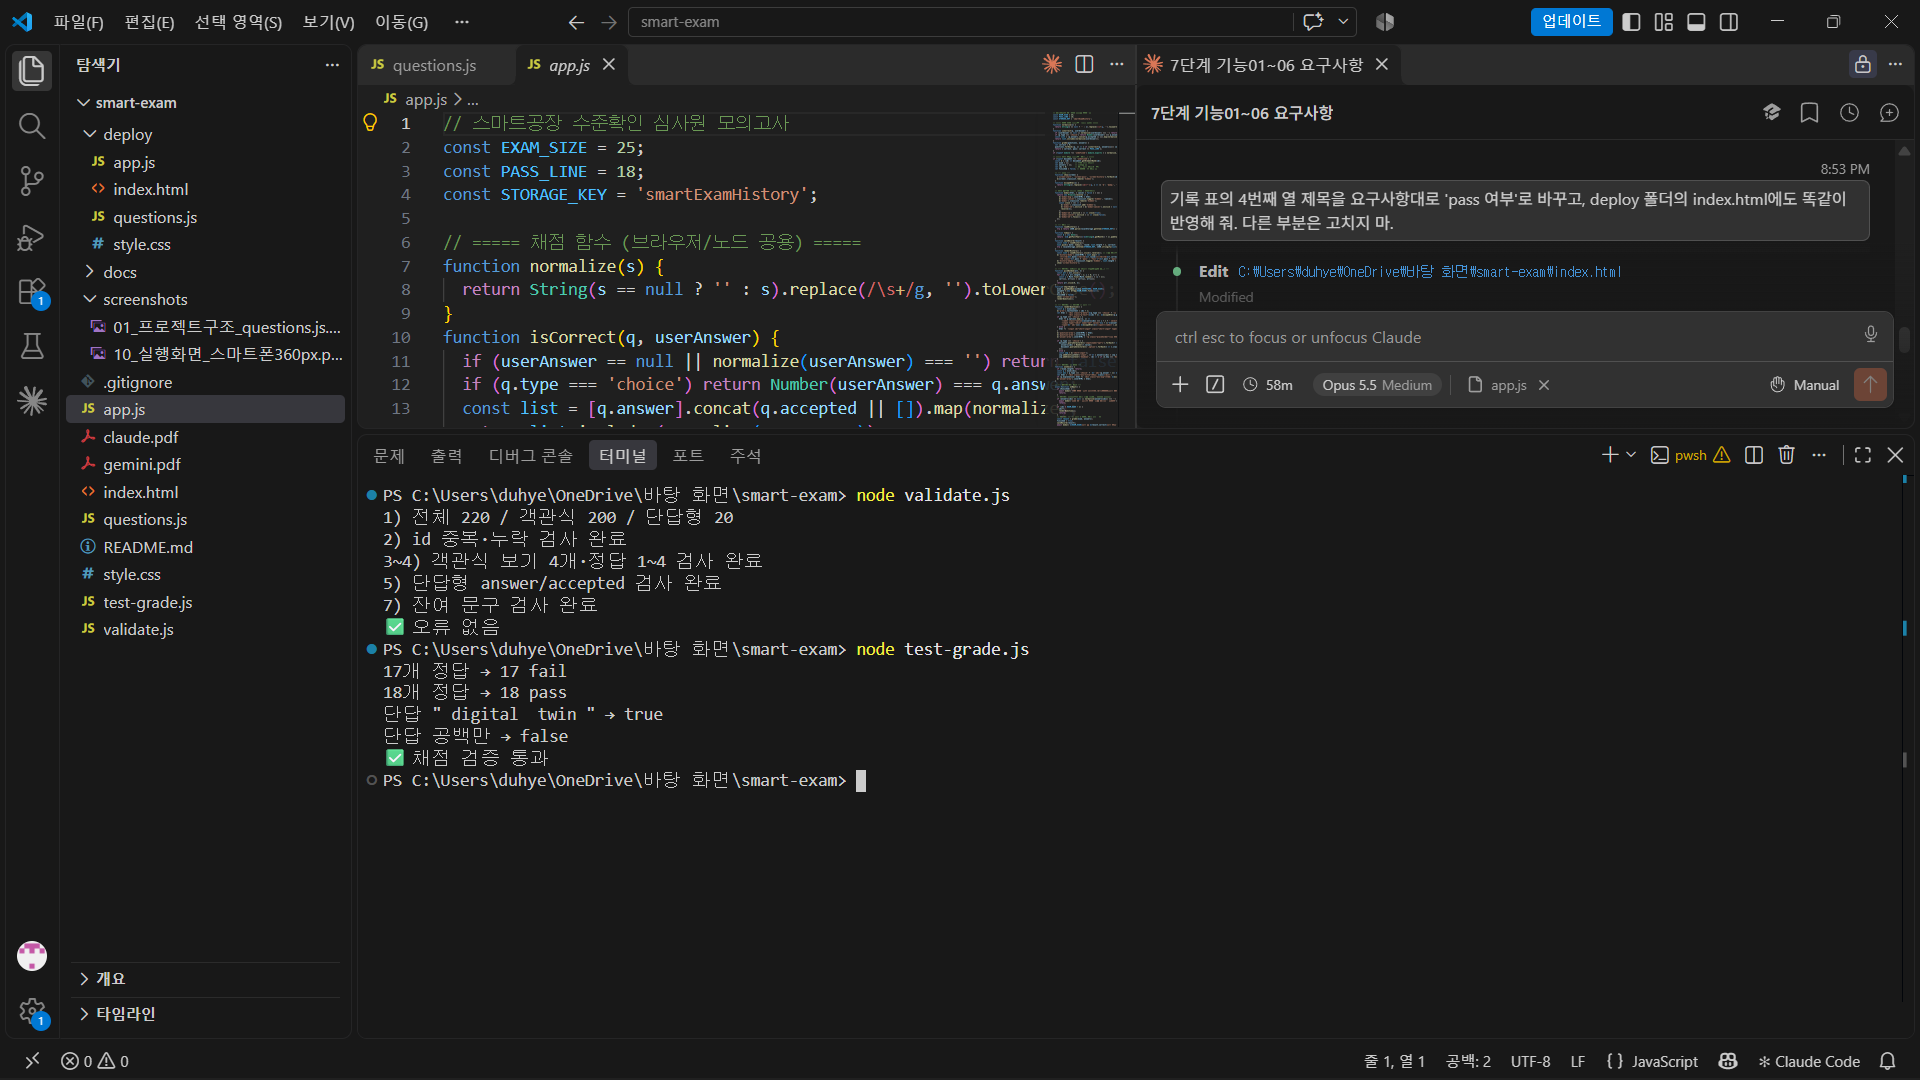 파일(F) 편집(E) 선택 영역(S) 보기(V) 이동(G) ··· smart-exam 업데이트
탐색기 ···
smart-exam
deploy
JS app.js
<> index.html
JS questions.js
# style.css
docs
screenshots
01_프로젝트구조_questions.js....
10_실행화면_스마트폰360px.p...
.gitignore
JS app.js
claude.pdf
gemini.pdf
<> index.html
JS questions.js
README.md
# style.css
JS test-grade.js
JS validate.js
개요
타임라인
1
1
JS questions.js JS app.js
JS app.js > ...
1 // 스마트공장 수준확인 심사원 모의고사
2 const EXAM_SIZE = 25;
3 const PASS_LINE = 18;
4 const STORAGE_KEY = 'smartExamHistory';
5
6 // ===== 채점 함수 (브라우저/노드 공용) =====
7 function normalize(s) {
8 return String(s == null ? '' : s).replace(/\s+/g, '').toLower
9 }
10 function isCorrect(q, userAnswer) {
11 if (userAnswer == null || normalize(userAnswer) === '') retur
12 if (q.type === 'choice') return Number(userAnswer) === q.answ
13 const list = [q.answer].concat(q.accepted || []).map(normaliz
7단계 기능01~06 요구사항
7단계 기능01~06 요구사항
8:53 PM
기록 표의 4번째 열 제목을 요구사항대로 'pass 여부'로 바꾸고, deploy 폴더의 index.html에도 똑같이
반영해 줘. 다른 부분은 고치지 마.
Edit C:₩Users₩duhye₩OneDrive₩바탕 화면₩smart-exam₩index.html
Modified
ctrl esc to focus or unfocus Claude
58m Opus 5.5 Medium app.js Manual
문제 출력 디버그 콘솔 터미널 포트 주석 pwsh
PS C:\Users\duhye\OneDrive\바탕 화면\smart-exam> node validate.js
1) 전체 220 / 객관식 200 / 단답형 20
2) id 중복·누락 검사 완료
3~4) 객관식 보기 4개·정답 1~4 검사 완료
5) 단답형 answer/accepted 검사 완료
7) 잔여 문구 검사 완료
✅ 오류 없음
PS C:\Users\duhye\OneDrive\바탕 화면\smart-exam> node test-grade.js
17개 정답 → 17 fail
18개 정답 → 18 pass
단답 " digital  twin " → true
단답 공백만 → false
✅ 채점 검증 통과
PS C:\Users\duhye\OneDrive\바탕 화면\smart-exam>
0 0 줄 1, 열 1 공백: 2 UTF-8 LF { } JavaScript Claude Code